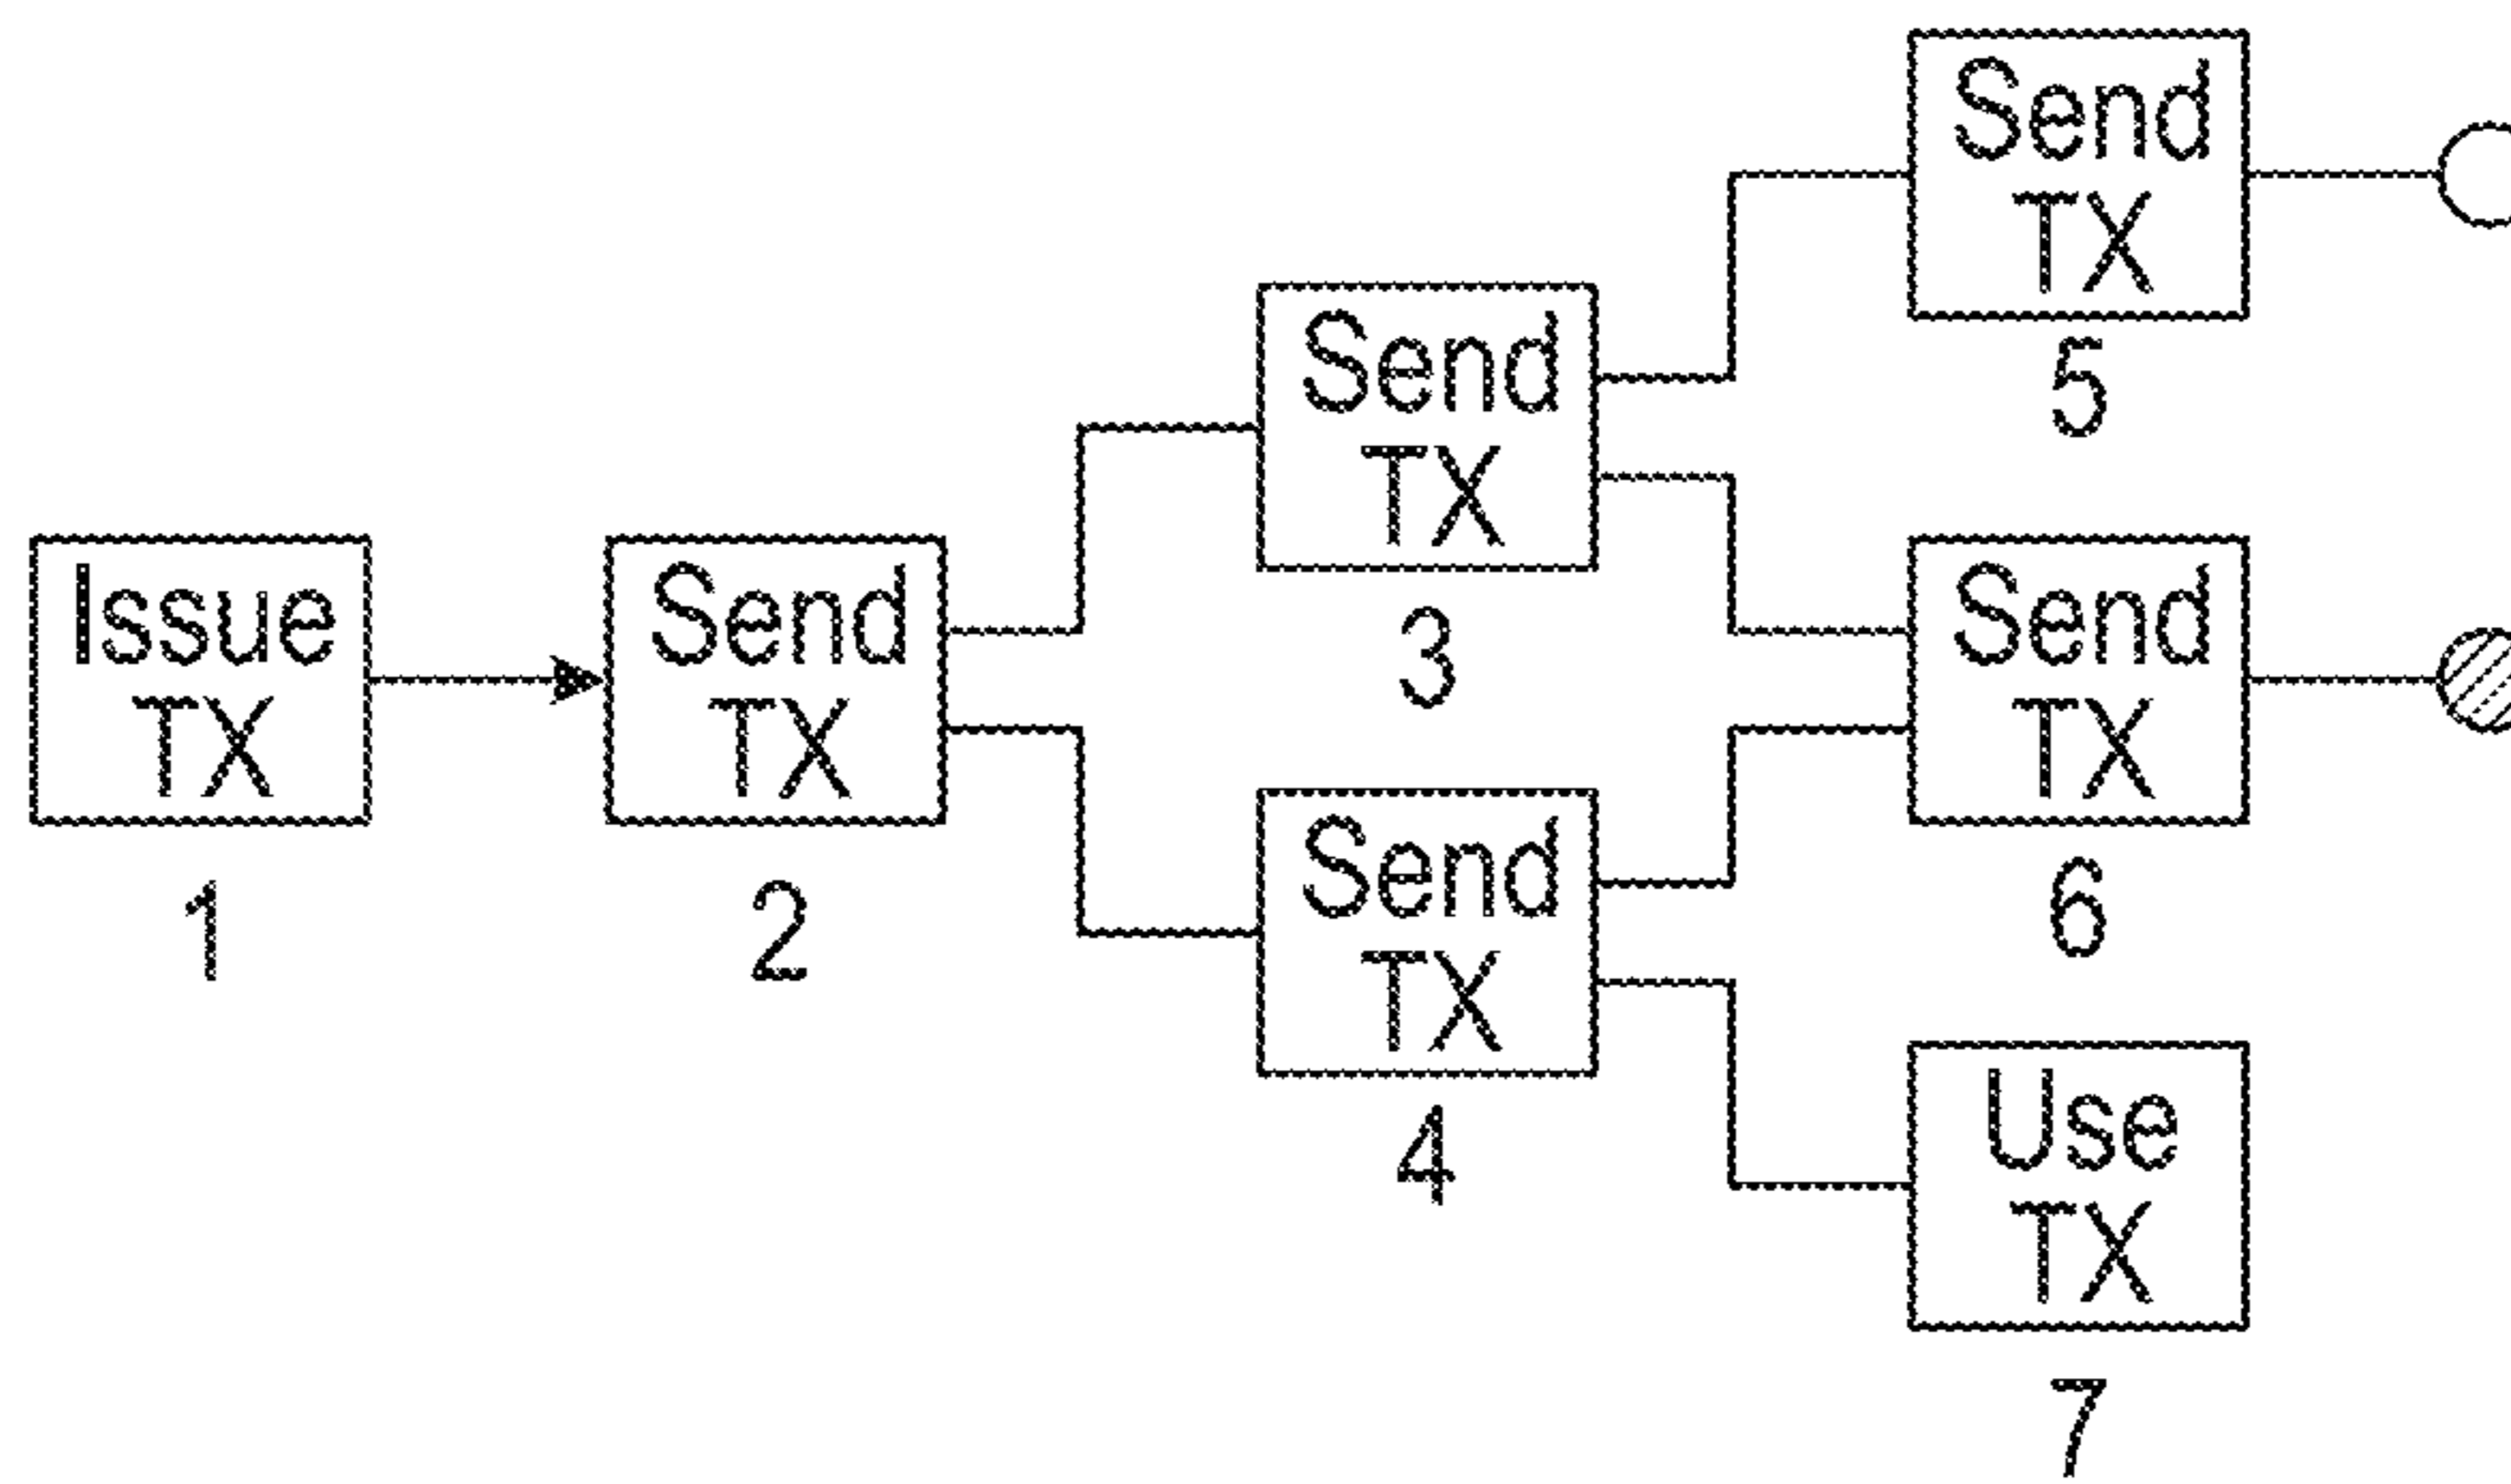 Send
TX
5
Send
TX
3
Issue
TX
1
Send
TX
2
Send
TX
6
Send
TX
4
Use
TX
7